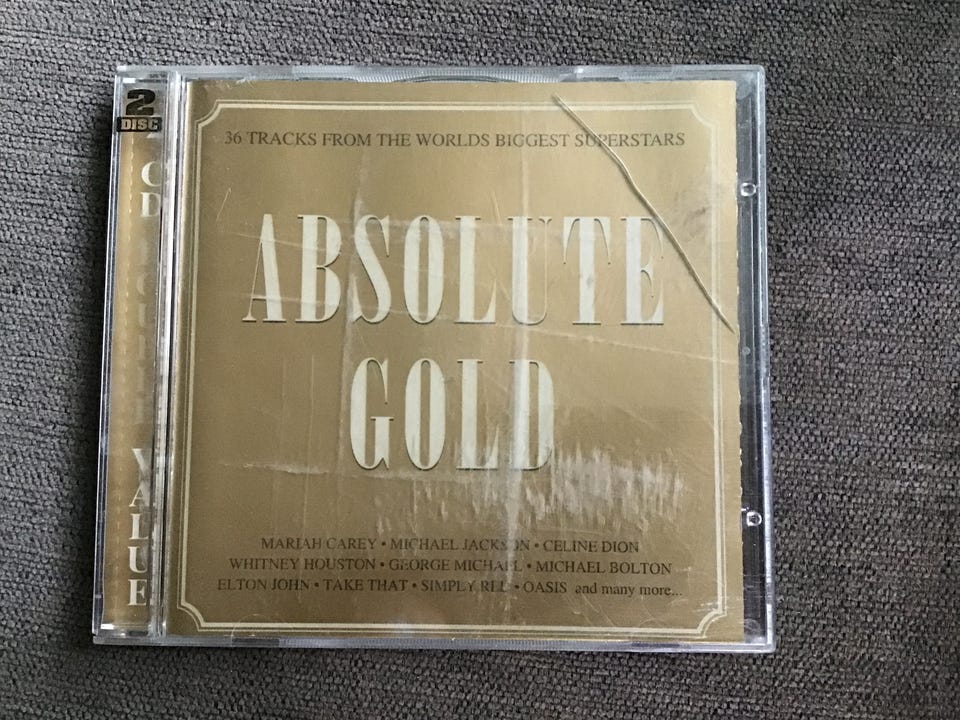 2
DISC
CD
VALUE
36 TRACKS FROM THE WORLDS BIGGEST SUPERSTARS
ABSOLUTE
GOLD
MARIAH CAREY • MICHAEL JACKSON • CELINE DION
WHITNEY HOUSTON • GEORGE MICHAEL • MICHAEL BOLTON
ELTON JOHN • TAKE THAT • SIMPLY RED • OASIS and many more...